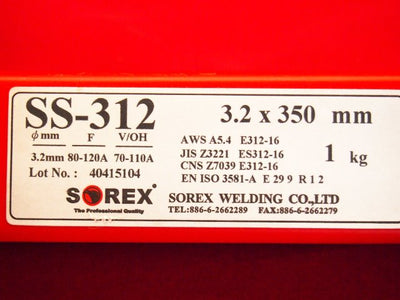 SS-312
3.2 x 350 mm
φmm F V/OH
3.2mm 80-120A 70-110A
Lot No.: 40415104
AWS A5.4 E312-16
JIS Z3221 ES312-16
CNS Z7039 E312-16
EN ISO 3581-A E 29 9 R 1 2
1 kg
SOREX
The Professional Quality
SOREX WELDING CO.,LTD
TEL:886-6-2662289 FAX:886-6-2662279